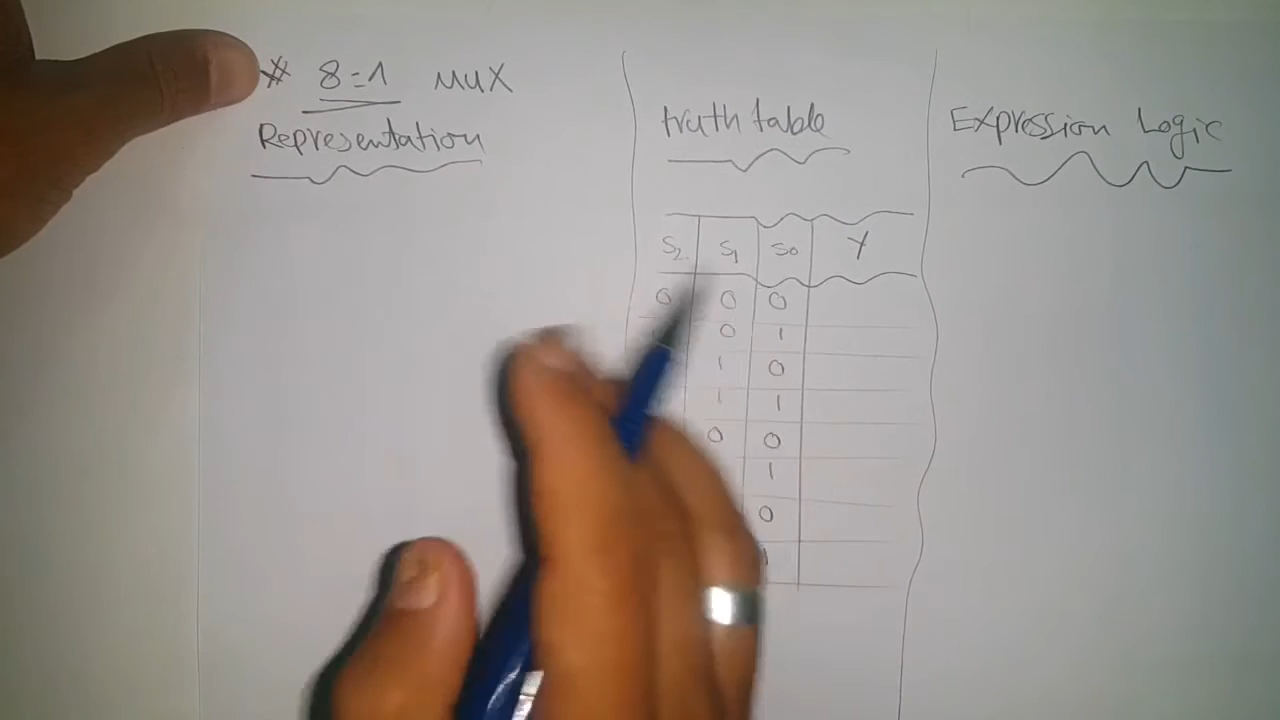 # 8=1 MUX
Representation
truth table
Expression Logic
S2 S1 S0 Y
0 0 0
0 1
1 0
1 1
0 0
1
0